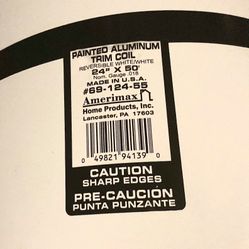 PAINTED ALUMINUM
TRIM COIL
REVERSIBLE WHITE/WHITE
24" X 50'
Nom. Gauge .018
MADE IN U.S.A.
#69-124-55
Amerimax
Home Products, Inc.
Lancaster, PA 17603
0 49821 94139 0
CAUTION
SHARP EDGES
PRE-CAUCIÓN
PUNTA PUNZANTE